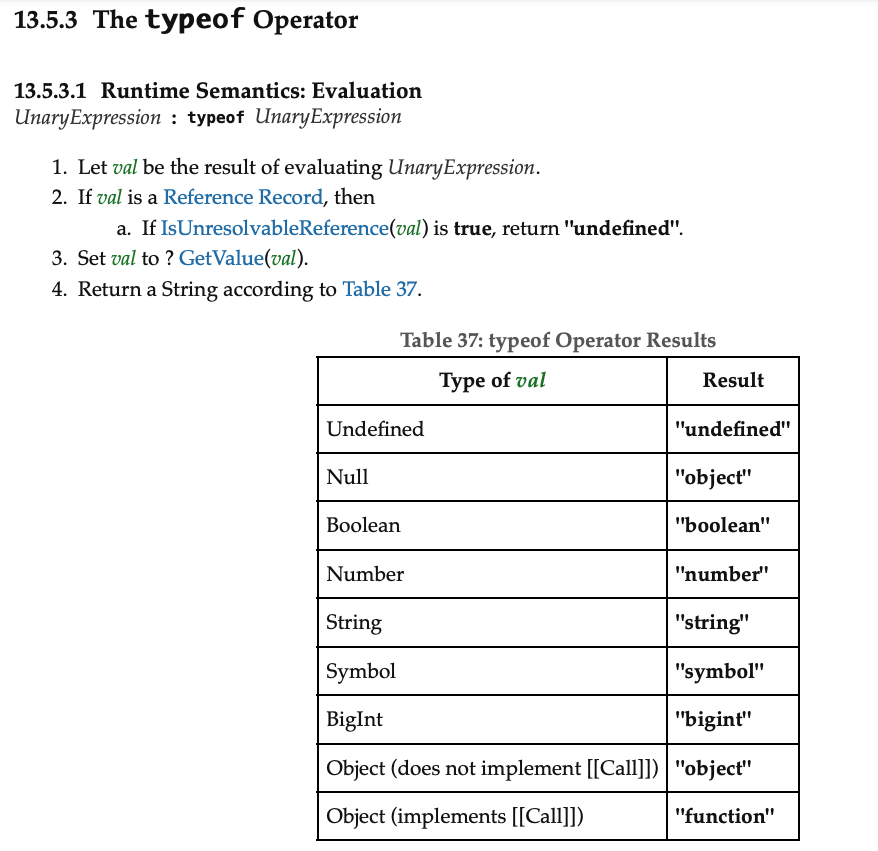 13.5.3 The typeof Operator
13.5.3.1 Runtime Semantics: Evaluation
UnaryExpression : typeof UnaryExpression
1. Let val be the result of evaluating UnaryExpression.
2. If val is a Reference Record, then
a. If IsUnresolvableReference(val) is true, return "undefined".
3. Set val to ? GetValue(val).
4. Return a String according to Table 37.
Table 37: typeof Operator Results
Type of val Result
Undefined "undefined"
Null "object"
Boolean "boolean"
Number "number"
String "string"
Symbol "symbol"
BigInt "bigint"
Object (does not implement [[Call]]) "object"
Object (implements [[Call]]) "function"